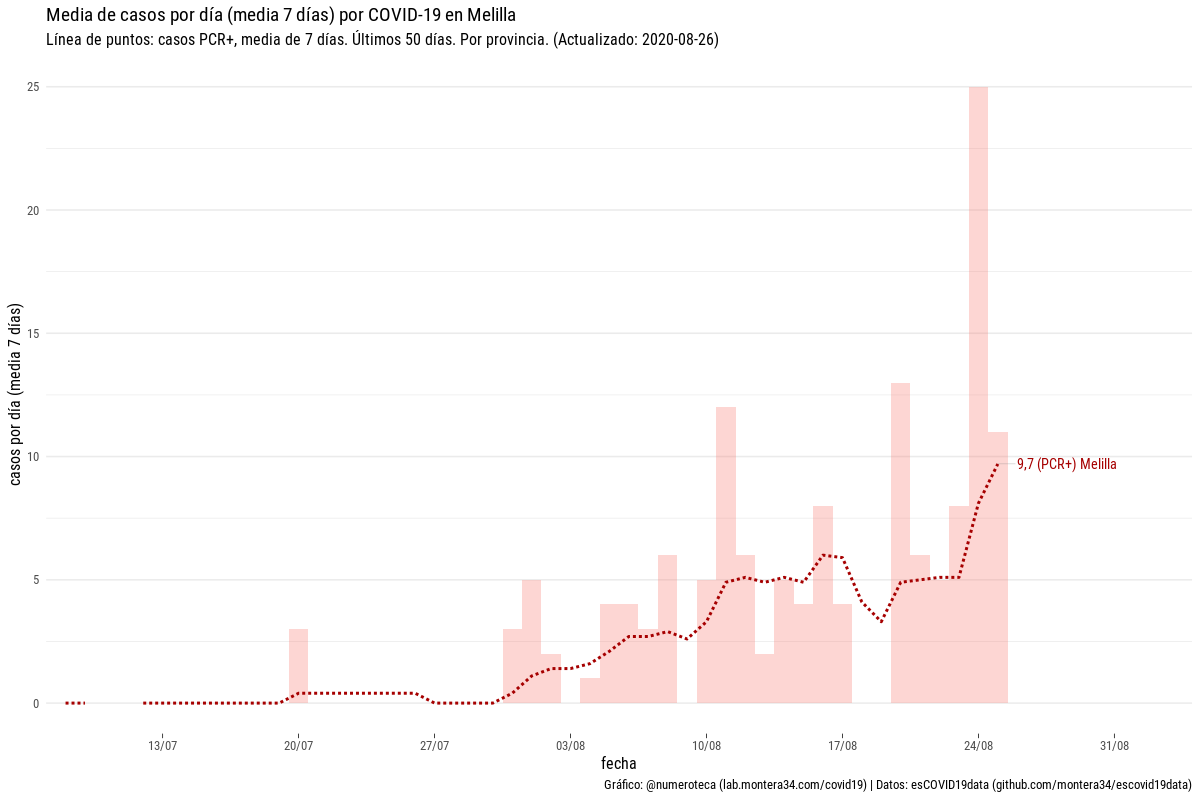 Media de casos por día (media 7 días) por COVID-19 en Melilla
Línea de puntos: casos PCR+, media de 7 días. Últimos 50 días. Por provincia. (Actualizado: 2020-08-26)
casos por día (media 7 días)
25
20
15
10
5
0
9,7 (PCR+) Melilla
13/07
20/07
27/07
03/08
10/08
17/08
24/08
31/08
fecha
Gráfico: @numeroteca (lab.montera34.com/covid19) | Datos: esCOVID19data (github.com/montera34/escovid19data)